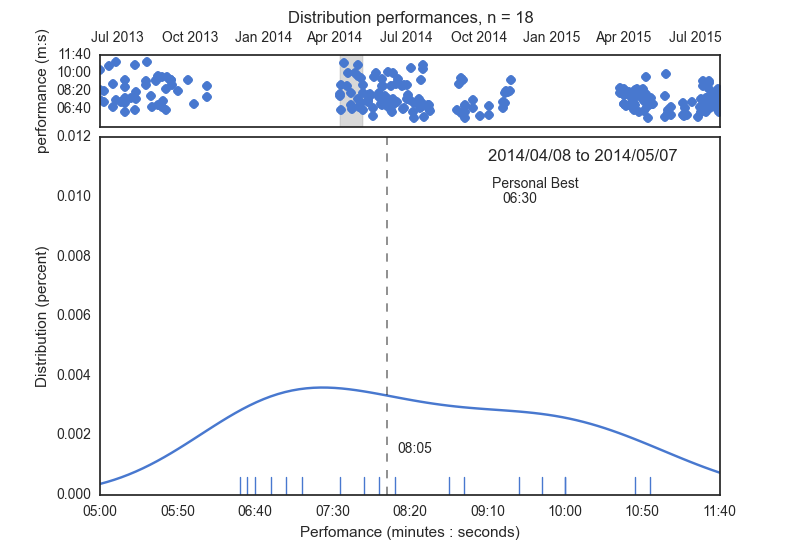 Distribution performances, n = 18
Jul 2013 Oct 2013 Jan 2014 Apr 2014 Jul 2014 Oct 2014 Jan 2015 Apr 2015 Jul 2015
performance (m:s)
11:40
10:00
08:20
06:40
0.012
2014/04/08 to 2014/05/07
Personal Best
06:30
0.010
0.008
Distribution (percent)
0.006
0.004
0.002
08:05
0.000
05:00 05:50 06:40 07:30 08:20 09:10 10:00 10:50 11:40
Perfomance (minutes : seconds)